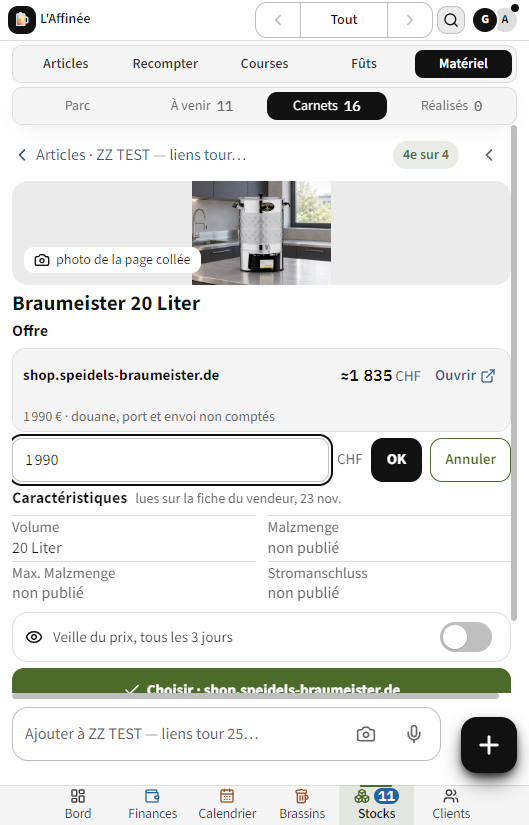 L'Affinée
Tout
G
A
Articles
Recompter
Courses
Fûts
Matériel
Parc
À venir 11
Carnets 16
Réalisés 0
Articles · ZZ TEST — liens tour…
4e sur 4
photo de la page collée
Braumeister 20 Liter
Offre
shop.speidels-braumeister.de
≈1 835 CHF
Ouvrir
1990 € · douane, port et envoi non comptés
1990
CHF
OK
Annuler
Caractéristiques lues sur la fiche du vendeur, 23 nov.
Volume
20 Liter
Malzmenge
non publié
Max. Malzmenge
non publié
Stromanschluss
non publié
Veille du prix, tous les 3 jours
Choisir · shop.speidels-braumeister.de
Ajouter à ZZ TEST — liens tour 25…
Bord
Finances
Calendrier
Brassins
11
Stocks
Clients